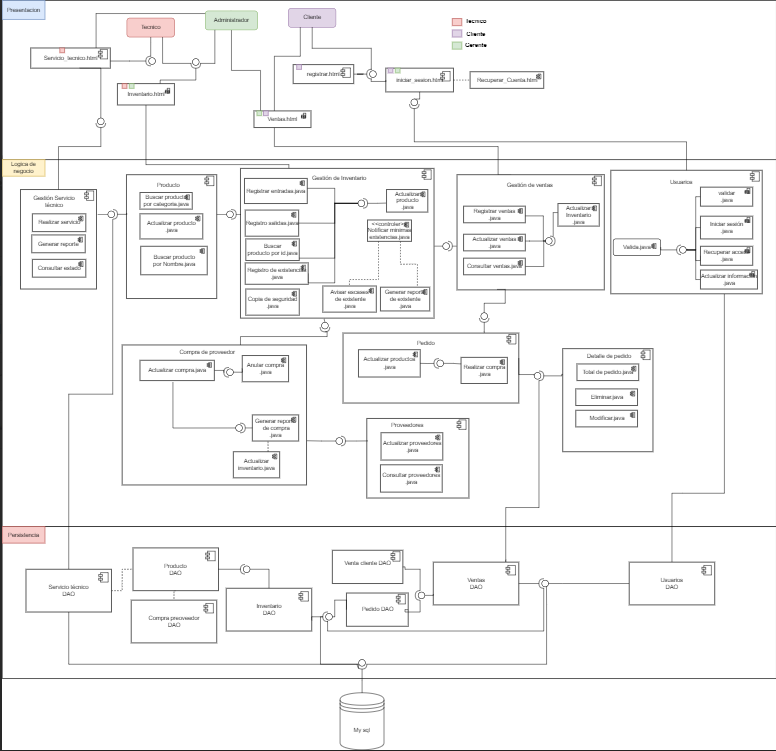 Presentacion
Tecnico
Administrador
Cliente
Tecnico
Cliente
Gerente
Servicio_tecnico.html
Inventario.html
registrar.html
iniciar_sesion.html
Recuperar_Cuenta.html
Ventas.html
Logica de
negocio
Gestión Servicio
técnico
Realizar servicio
Generar reporte
Consultar estado
Producto
Buscar producto
por categoria.java
Actualizar producto
.java
Buscar producto
por Nombre.java
Gestión de Inventario
Registrar entradas.java
Registro salidas.java
Buscar
producto por id.java
Registro de existencia
.java
Copia de seguridad
.java
Actualizar
producto
.java
<<controler>>
Notificar minimas
existencias.java
Avisar escases
de existente
.java
Generar reporte
de existente
.java
Gestión de ventas
Registrar ventas
.java
Actualizar ventas
.java
Consultar ventas.java
Actualizar
Inventario
.java
Usuarios
Valida.java
validar
.java
Iniciar sesión
.java
Recuperar acceso
.java
Actualizar informacion
.java
Compra de proveedor
Actualizar compra.java
Anular compra
.java
Generar reporte
de compra
.java
Actualizar
inventario.java
Pedido
Actualizar productos
.java
Realizar compra
.java
Detalle de pedido
Total de pedido.java
Eliminar.java
Modificar.java
Proveedores
Actualizar proveedores
.java
Consultar proveedores
.java
Persistencia
Servicio técnico
DAO
Producto
DAO
Compra preoveedor
DAO
Inventario
DAO
Venta cliente DAO
Pedido DAO
Ventas
DAO
Usuarios
DAO
My sql